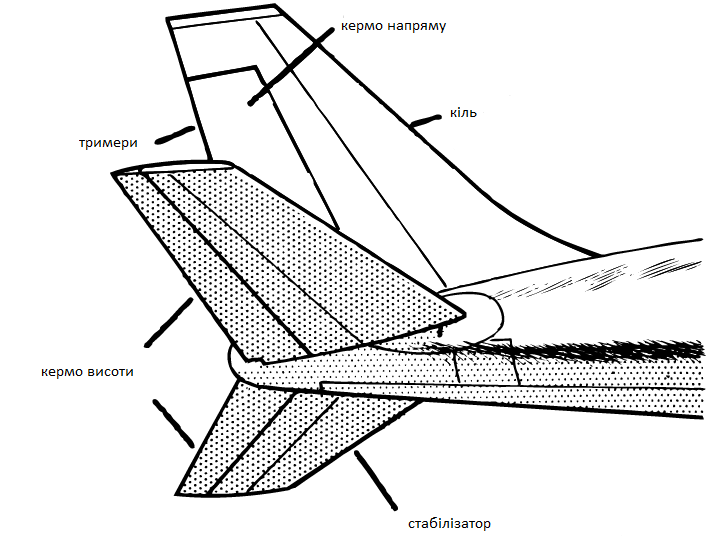 кермо напряму
кіль
тримери
кермо висоти
стабілізатор